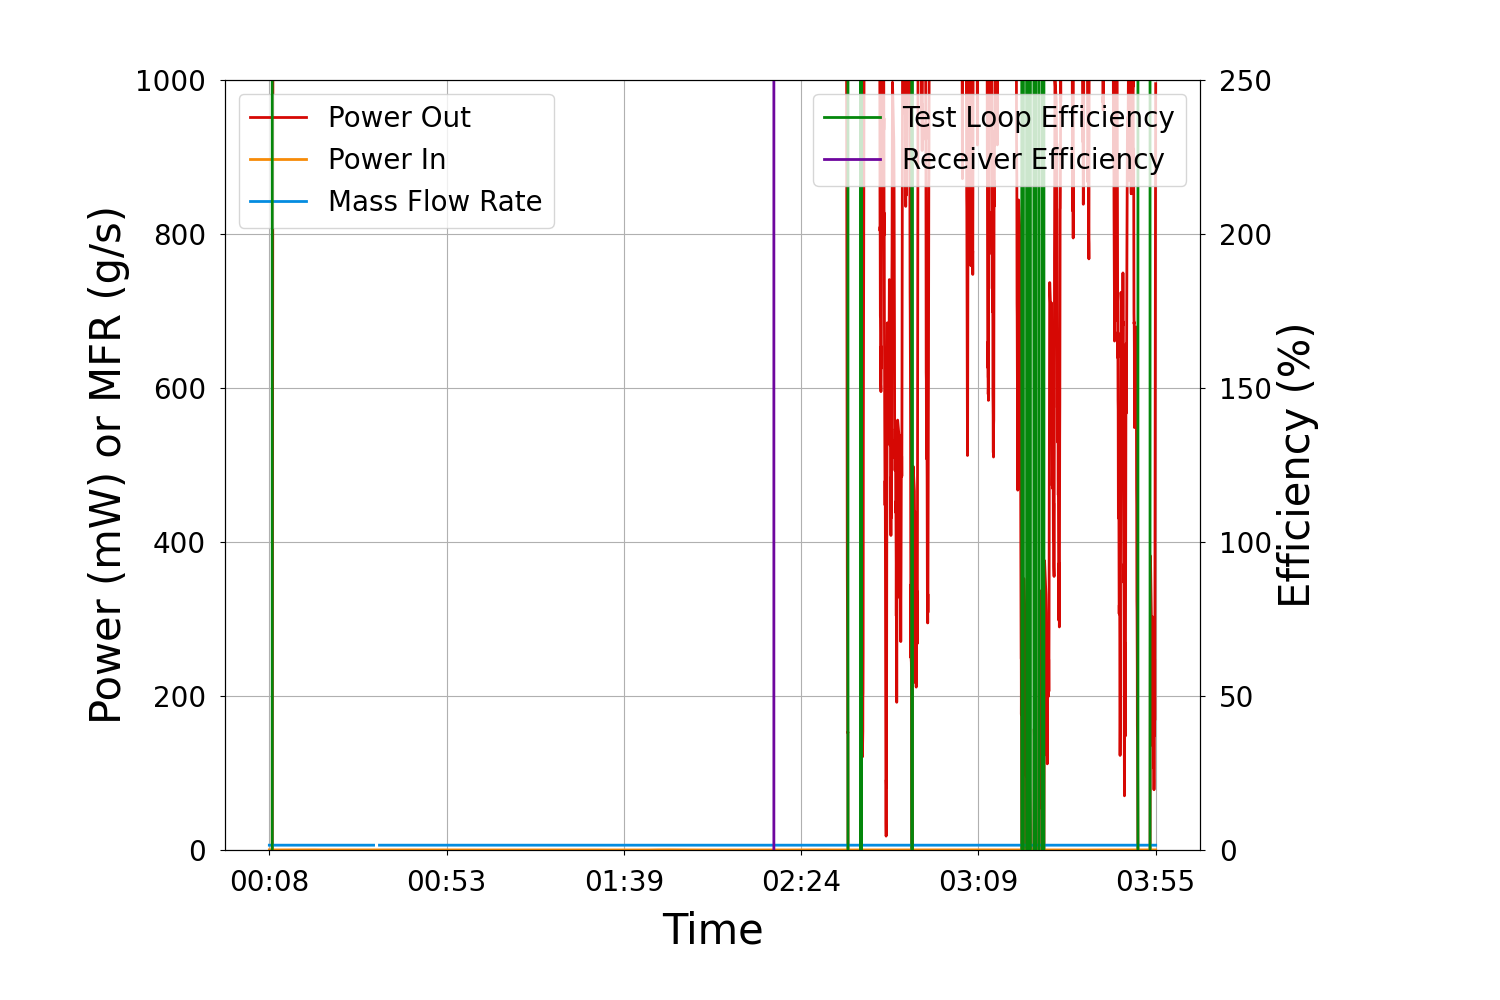 1000
800
600
400
200
0
Power (mW) or MFR (g/s)
Power Out
Power In
Mass Flow Rate
Test Loop Efficiency
Receiver Efficiency
250
200
150
100
50
0
Efficiency (%)
00:08 00:53 01:39 02:24 03:09 03:55
Time